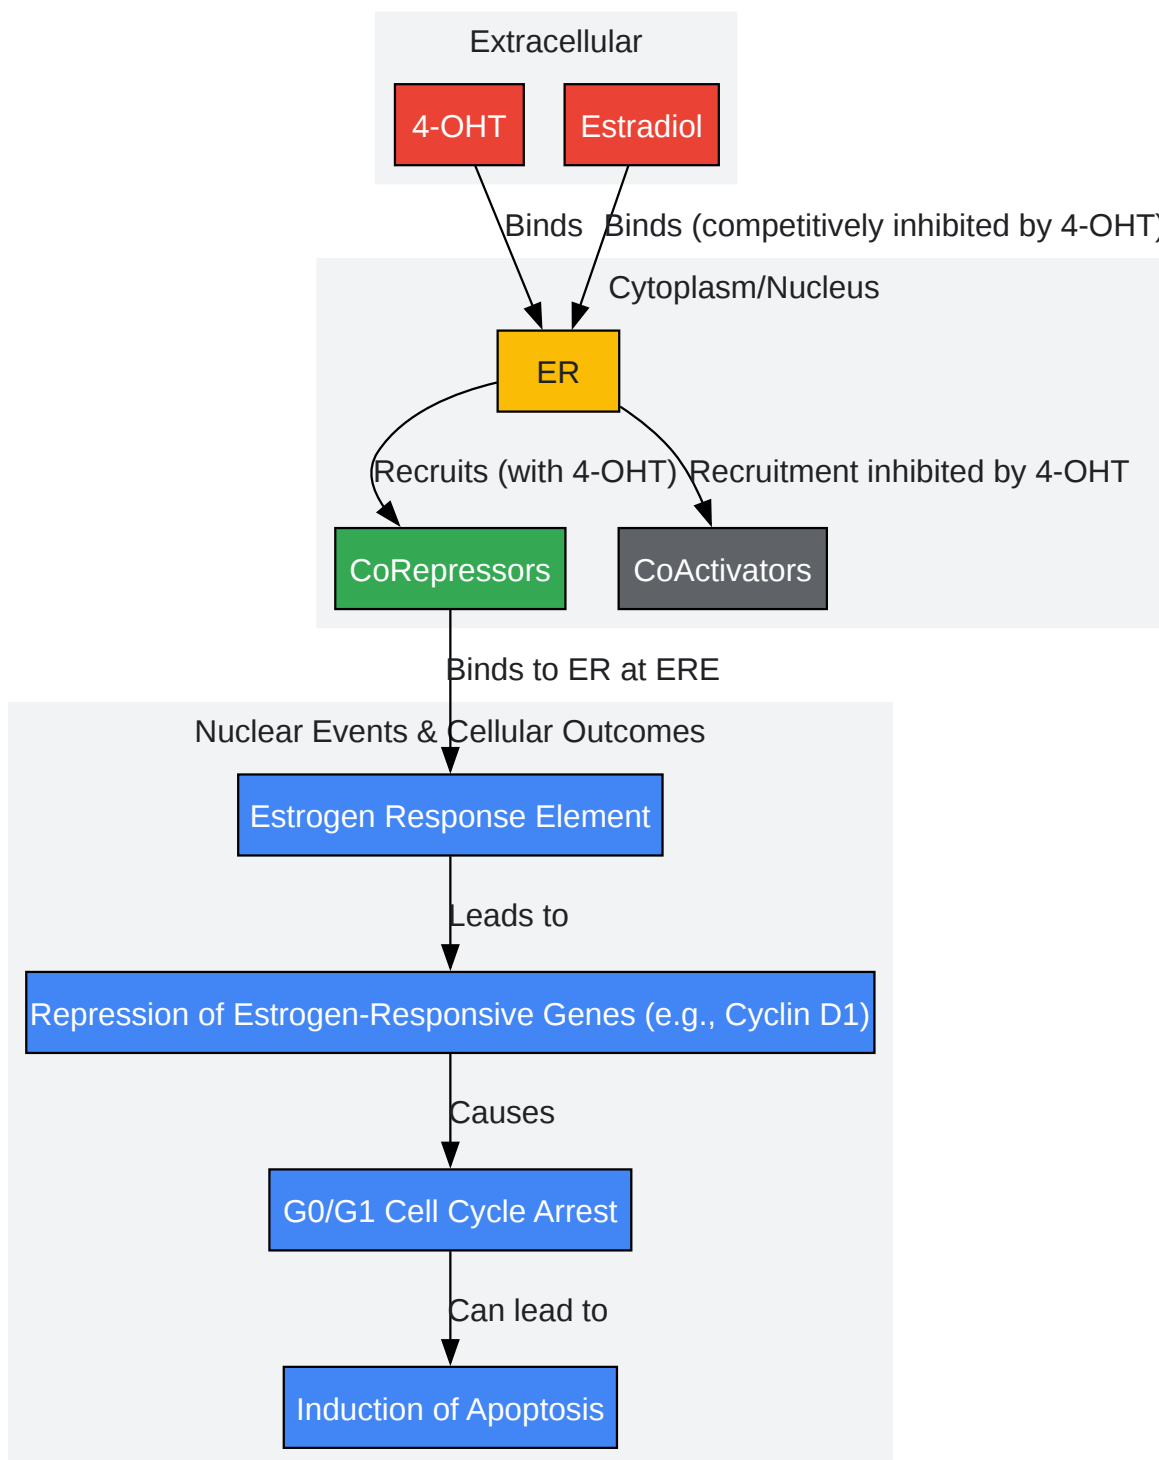 Extracellular
4-OHT
Estradiol
Binds
Binds (competitively inhibited by 4-OHT)
Cytoplasm/Nucleus
ER
Recruits (with 4-OHT)
Recruitment inhibited by 4-OHT
CoRepressors
CoActivators
Binds to ER at ERE
Nuclear Events & Cellular Outcomes
Estrogen Response Element
Leads to
Repression of Estrogen-Responsive Genes (e.g., Cyclin D1)
Causes
G0/G1 Cell Cycle Arrest
Can lead to
Induction of Apoptosis